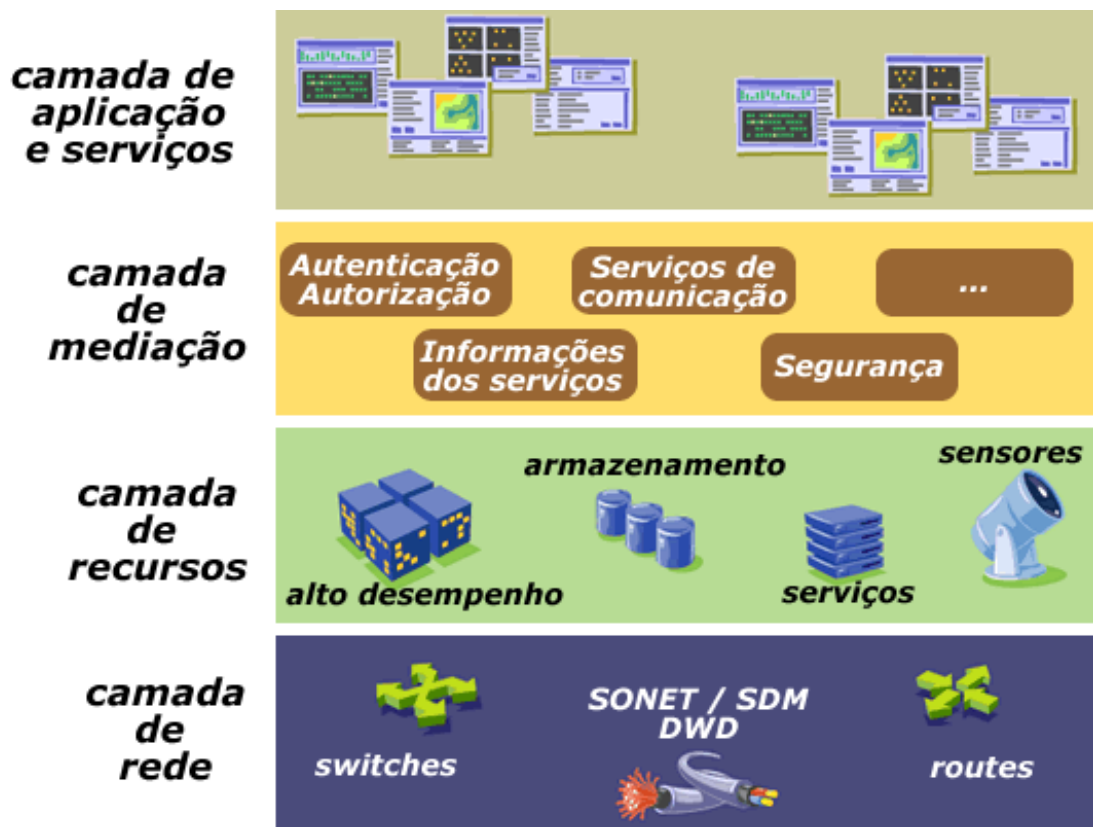 camada de
aplicação
e serviços
camada
de
mediação
Autenticação
Autorização
Serviços de
comunicação
...
Informações
dos serviços
Segurança
camada
de
recursos
alto desempenho
armazenamento
serviços
sensores
camada
de
rede
switches
SONET / SDM
DWD
routes